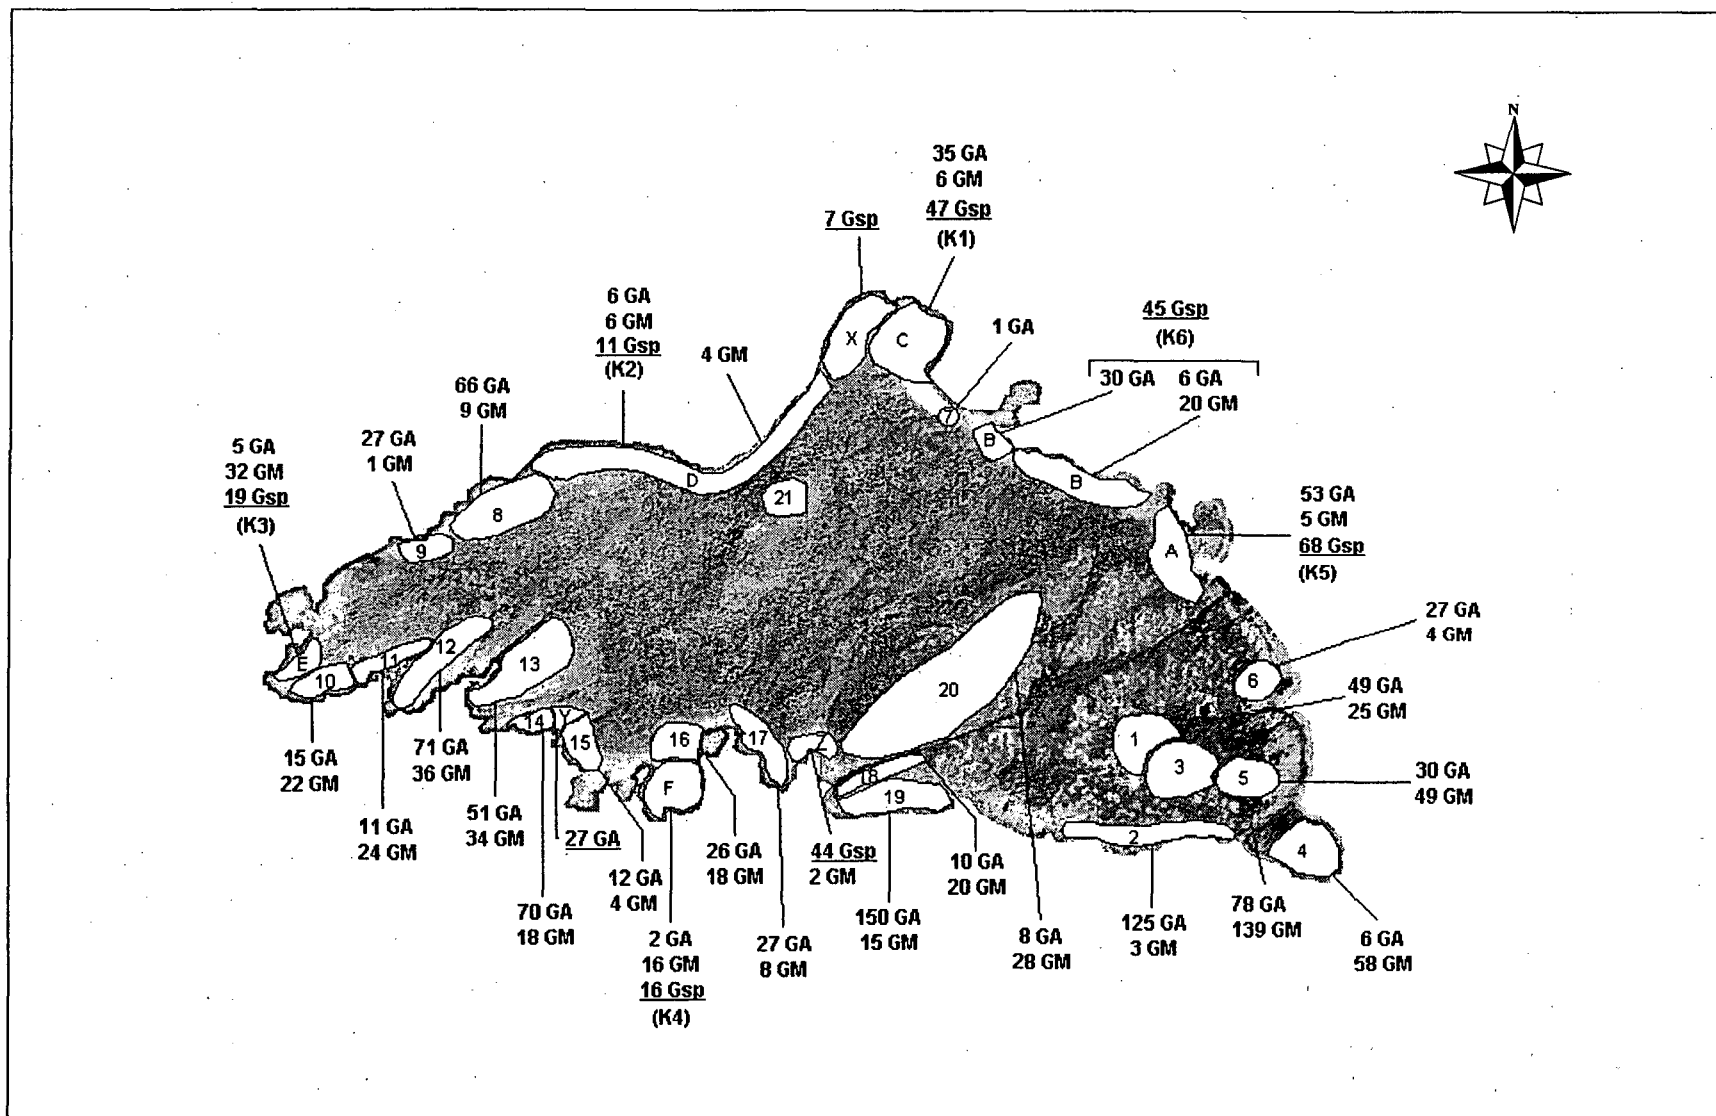 N
35 GA
6 GM
47 Gsp
(K1)
7 Gsp
6 GA
6 GM
11 Gsp
(K2)
4 GM
1 GA
45 Gsp
(K6)
30 GA
6 GA
20 GM
66 GA
9 GM
27 GA
1 GM
5 GA
32 GM
19 Gsp
(K3)
53 GA
5 GM
68 Gsp
(K5)
27 GA
4 GM
49 GA
25 GM
30 GA
49 GM
X
C
7
B
B
D
21
A
8
9
E
10
11
12
13
14
Y
15
16
F
17
Z
18
19
20
6
1
3
5
2
4
15 GA
22 GM
11 GA
24 GM
71 GA
36 GM
51 GA
34 GM
70 GA
18 GM
27 GA
12 GA
4 GM
2 GA
16 GM
16 Gsp
(K4)
26 GA
18 GM
27 GA
8 GM
44 Gsp
2 GM
150 GA
15 GM
10 GA
20 GM
8 GA
28 GM
125 GA
3 GM
78 GA
139 GM
6 GA
58 GM